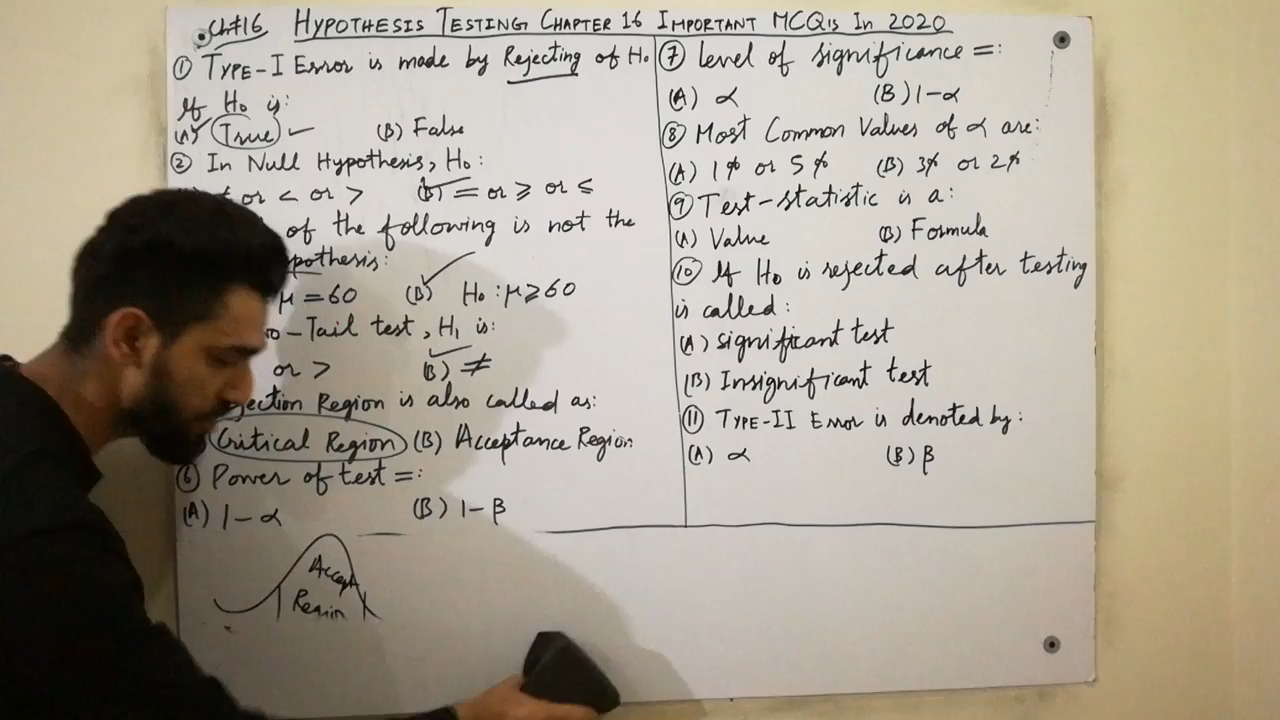 Ch#16 HYPOTHESIS TESTING, CHAPTER 16 IMPORTANT MCQ's In 2020
① TYPE-I Error is made by Rejecting of H₀
If H₀ is:
(A) True (B) False
② In Null Hypothesis, H₀:
or < or > (B) = or ≥ or ≤
of the following is not the
pothesis:
μ = 60 (B) H₀ : μ ≥ 60
o-Tail test, H₁ is:
or > (B) ≠
jection Region is also called as:
Critical Region (B) Acceptance Region
⑥ Power of test =:
(A) 1-α (B) 1-β
Accept
Region
⑦ Level of significance =:
(A) α (B) 1-α
⑧ Most Common Values of α are:
(A) 1% or 5% (B) 3% or 2%
⑨ Test-statistic is a:
(A) Value (B) Formula
⑩ If H₀ is rejected after testing
is called:
(A) significant test
(B) Insignificant test
⑪ TYPE-II Error is denoted by:
(A) α (B) β